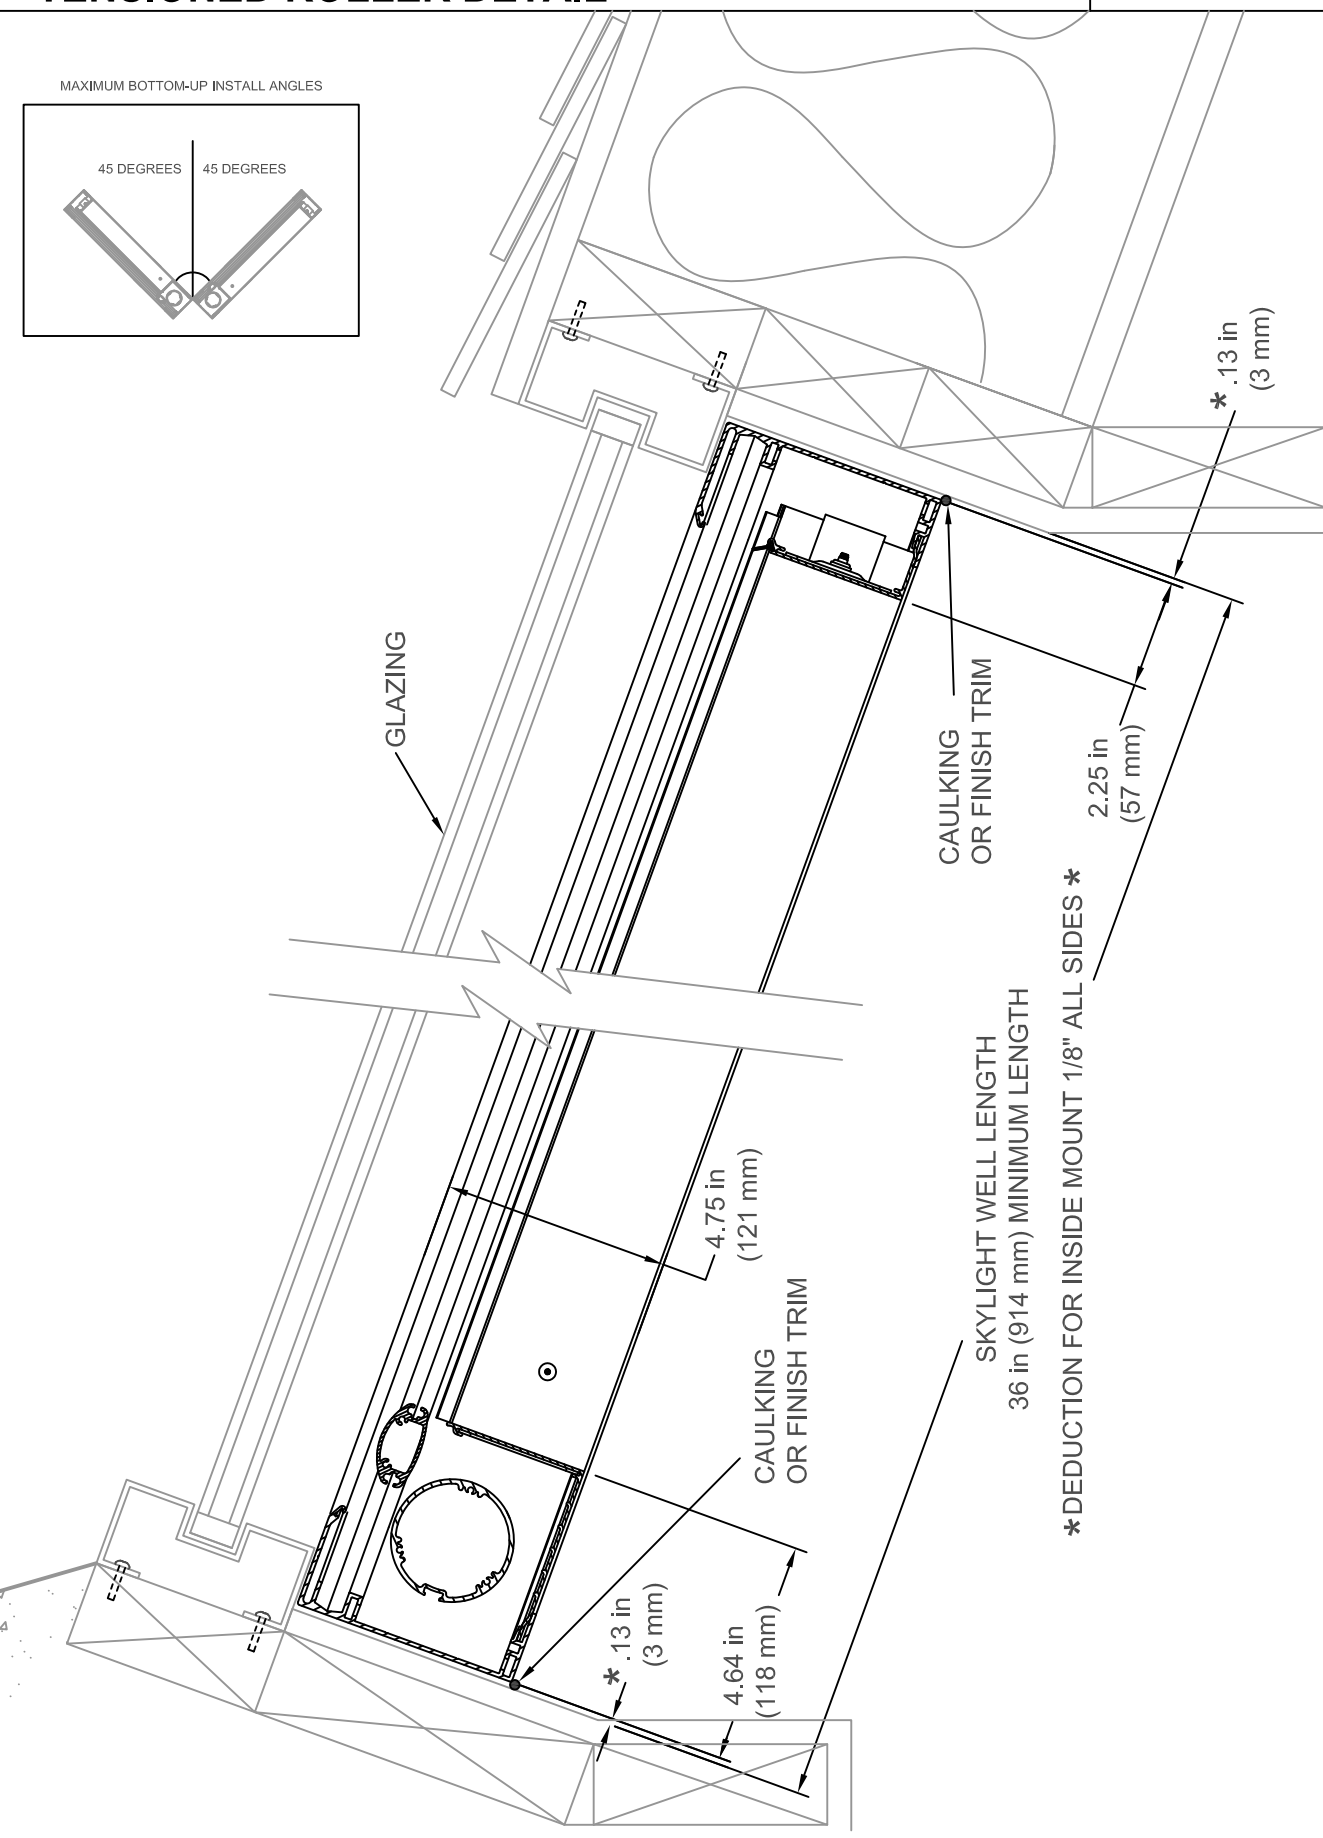 TENSIONED ROLLER DETAIL
MAXIMUM BOTTOM-UP INSTALL ANGLES
45 DEGREES
45 DEGREES
GLAZING
* .13 in
(3 mm)
CAULKING
OR FINISH TRIM
2.25 in
(57 mm)
4.75 in
(121 mm)
CAULKING
OR FINISH TRIM
SKYLIGHT WELL LENGTH
36 in (914 mm) MINIMUM LENGTH
*DEDUCTION FOR INSIDE MOUNT 1/8" ALL SIDES *
* .13 in
(3 mm)
4.64 in
(118 mm)